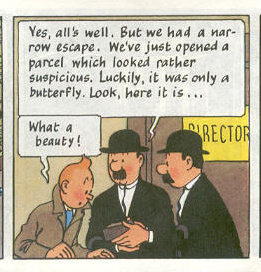 Yes, all's well. But we had a nar-
row escape. We've just opened a
parcel which looked rather
suspicious. Luckily, it was only a
butterfly. Look, here it is ...
What a
beauty!
DIRECTOR